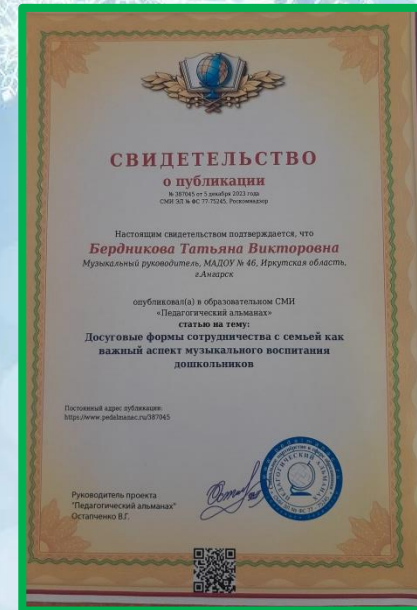 СВИДЕТЕЛЬСТВО
о публикации
№ 387045 от 5 декабря 2023 года
СМИ ЭЛ № ФС 77-75245, Роскомнадзор
Настоящим свидетельством подтверждается, что
Бердникова Татьяна Викторовна
Музыкальный руководитель, МАДОУ № 46, Иркутская область,
г.Ангарск
опубликовал(а) в образовательном СМИ
«Педагогический альманах»
статью на тему:
Досуговые формы сотрудничества с семьей как
важный аспект музыкального воспитания
дошкольников
Постоянный адрес публикации:
https://www.pedalmanac.ru/387045
Руководитель проекта
"Педагогический альманах"
Остапченко В.Г.
ПЕДАГОГИЧЕСКИЙ АЛЬМАНАХ